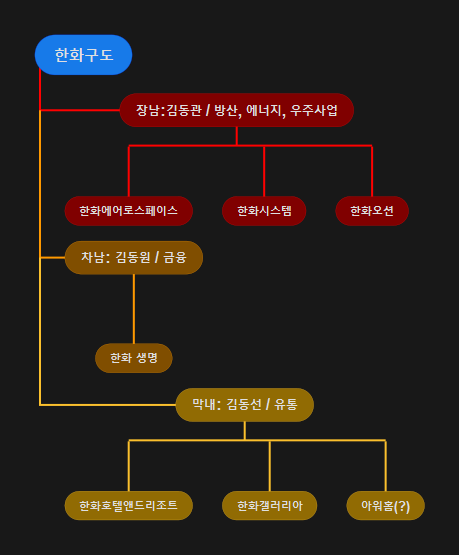 한화구도
장남:김동관 / 방산, 에너지, 우주사업
한화에어로스페이스
한화시스템
한화오션
차남: 김동원 / 금융
한화 생명
막내: 김동선 / 유통
한화호텔앤드리조트
한화갤러리아
아워홈(?)